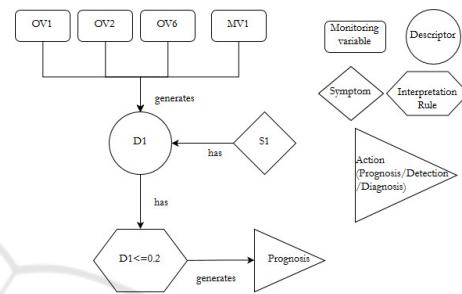 OV1
OV2
OV6
MV1
generates
D1
has
S1
has
D1<=0.2
generates
Prognosis
Monitoring
variable
Descriptor
Symptom
Interpretation
Rule
Action
(Prognosis/Detection
/Diagnosis)